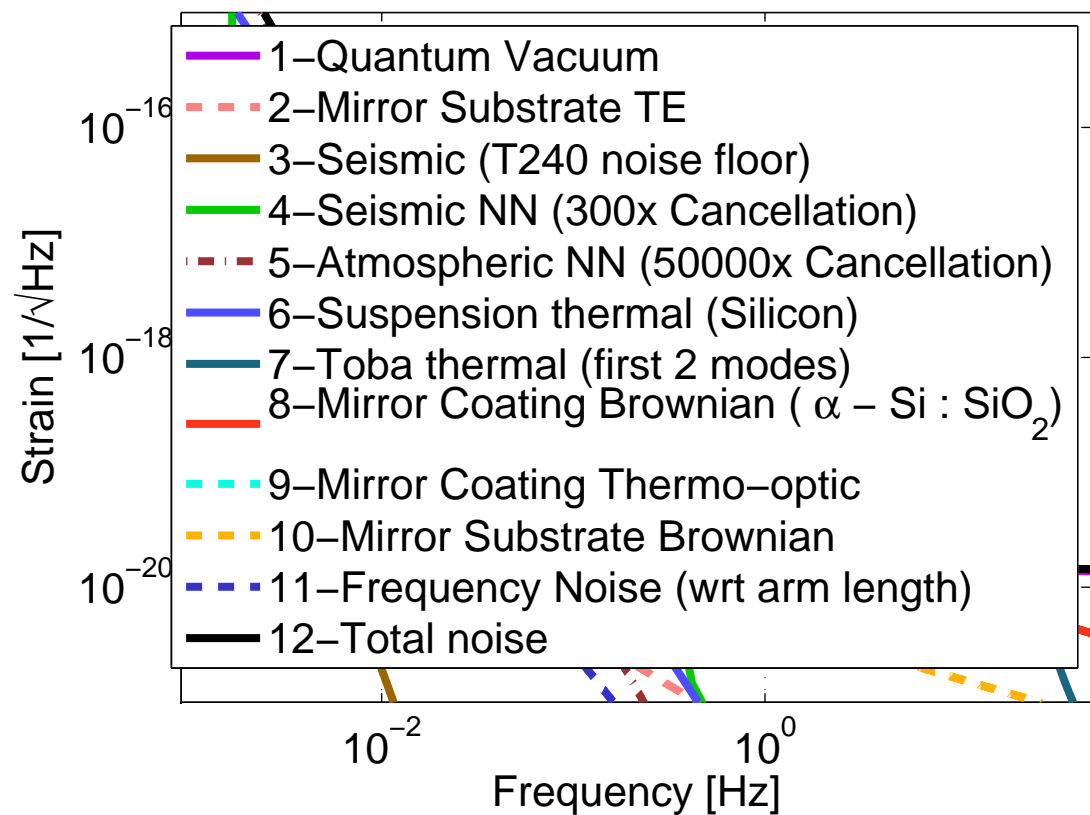 1–Quantum Vacuum
10−16
2–Mirror Substrate TE
3–Seismic (T240 noise floor)
4–Seismic NN (300x Cancellation)
5–Atmospheric NN (50000x Cancellation)
6–Suspension thermal (Silicon)
10−18
7–Toba thermal (first 2 modes)
8–Mirror Coating Brownian ( α – Si : SiO2)
9–Mirror Coating Thermo–optic
10–Mirror Substrate Brownian
10−20
11–Frequency Noise (wrt arm length)
12–Total noise
Strain [1/√Hz]
10−2
100
Frequency [Hz]